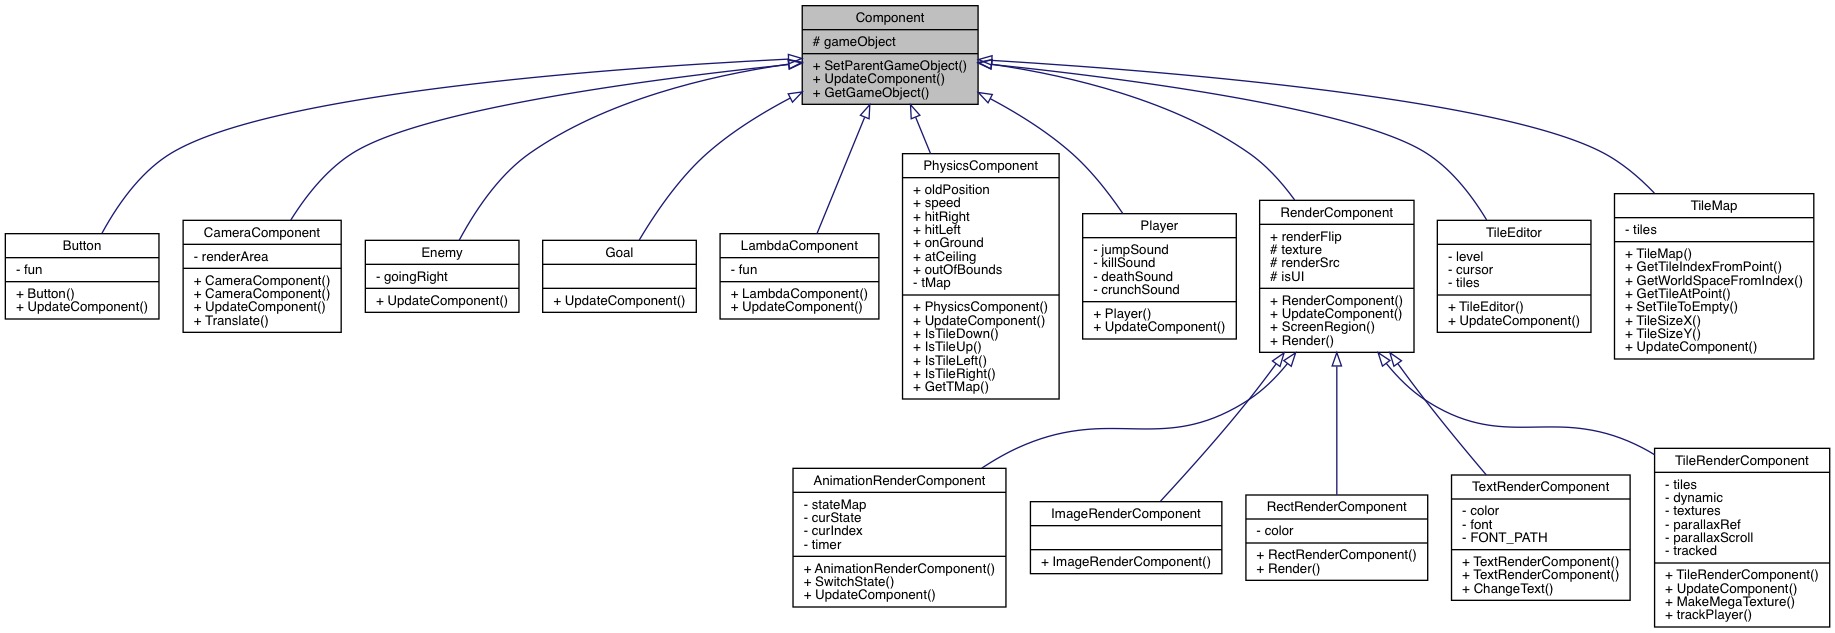 Component
# gameObject
+ SetParentGameObject()
+ UpdateComponent()
+ GetGameObject()
Button
- fun
+ Button()
+ UpdateComponent()
CameraComponent
- renderArea
+ CameraComponent()
+ CameraComponent()
+ UpdateComponent()
+ Translate()
Enemy
- goingRight
+ UpdateComponent()
Goal
+ UpdateComponent()
LambdaComponent
- fun
+ LambdaComponent()
+ UpdateComponent()
PhysicsComponent
+ oldPosition
+ speed
+ hitRight
+ hitLeft
+ onGround
+ atCeiling
+ outOfBounds
- tMap
+ PhysicsComponent()
+ UpdateComponent()
+ IsTileDown()
+ IsTileUp()
+ IsTileLeft()
+ IsTileRight()
+ GetTMap()
Player
- jumpSound
- killSound
- deathSound
- crunchSound
+ Player()
+ UpdateComponent()
RenderComponent
+ renderFlip
# texture
# renderSrc
# isUI
+ RenderComponent()
+ UpdateComponent()
+ ScreenRegion()
+ Render()
TileEditor
- level
- cursor
- tiles
+ TileEditor()
+ UpdateComponent()
TileMap
- tiles
+ TileMap()
+ GetTileIndexFromPoint()
+ GetWorldSpaceFromIndex()
+ GetTileAtPoint()
+ SetTileToEmpty()
+ TileSizeX()
+ TileSizeY()
+ UpdateComponent()
AnimationRenderComponent
- stateMap
- curState
- curIndex
- timer
+ AnimationRenderComponent()
+ SwitchState()
+ UpdateComponent()
ImageRenderComponent
+ ImageRenderComponent()
RectRenderComponent
- color
+ RectRenderComponent()
+ Render()
TextRenderComponent
- color
- font
- FONT_PATH
+ TextRenderComponent()
+ TextRenderComponent()
+ ChangeText()
TileRenderComponent
- tiles
- dynamic
- textures
- parallaxRef
- parallaxScroll
- tracked
+ TileRenderComponent()
+ UpdateComponent()
+ MakeMegaTexture()
+ trackPlayer()